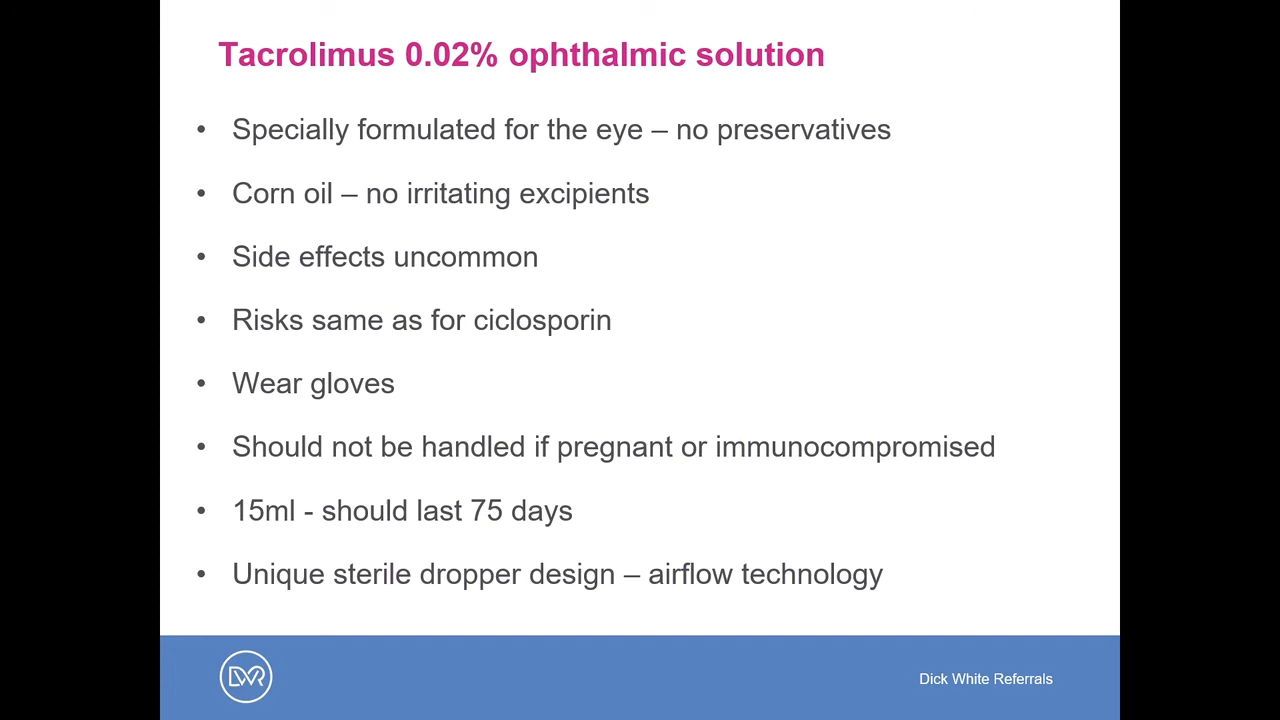 Tacrolimus 0.02% ophthalmic solution
• Specially formulated for the eye – no preservatives
• Corn oil – no irritating excipients
• Side effects uncommon
• Risks same as for ciclosporin
• Wear gloves
• Should not be handled if pregnant or immunocompromised
• 15ml - should last 75 days
• Unique sterile dropper design – airflow technology
DWR
Dick White Referrals